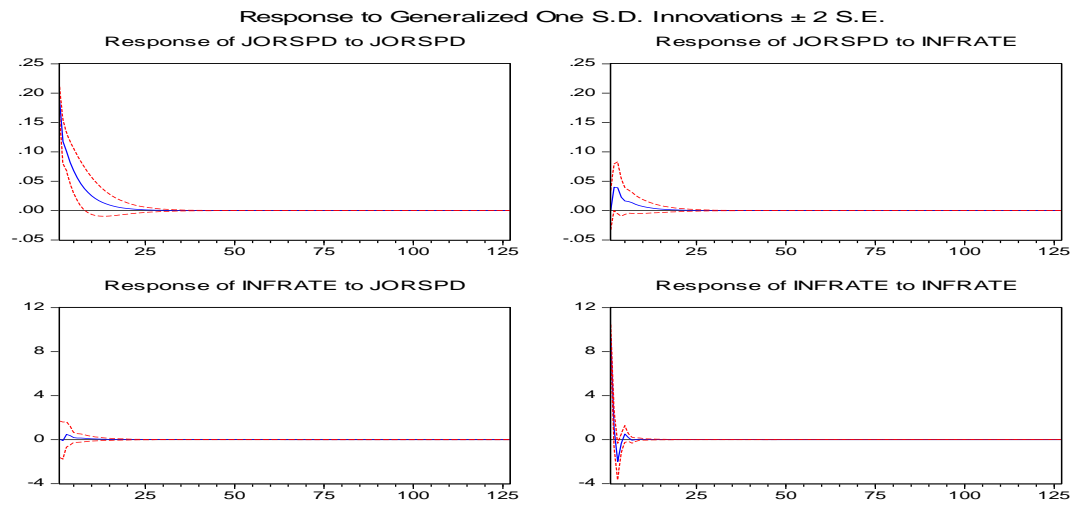 Response to Generalized One S.D. Innovations ± 2 S.E.
Response of JORSPD to JORSPD
.25
.20
.15
.10
.05
.00
-.05
25 50 75 100 125
Response of JORSPD to INFRATE
.25
.20
.15
.10
.05
.00
-.05
25 50 75 100 125
Response of INFRATE to JORSPD
12
8
4
0
-4
25 50 75 100 125
Response of INFRATE to INFRATE
12
8
4
0
-4
25 50 75 100 125